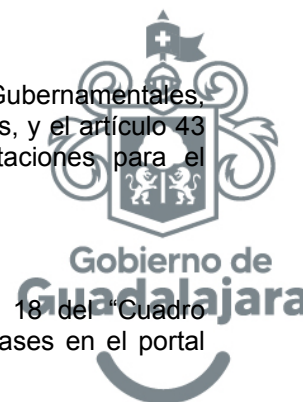 Gubernamentales,
s, y el artículo 43
taciones para el
Gobierno de
Guadalajara
18 del “Cuadro
ases en el portal